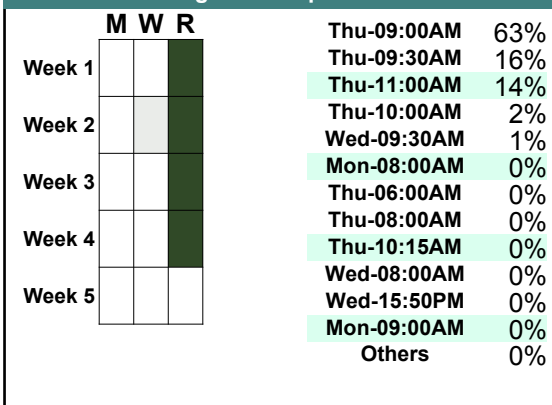 M W R
Week 1
Week 2
Week 3
Week 4
Week 5
Thu-09:00AM 63%
Thu-09:30AM 16%
Thu-11:00AM 14%
Thu-10:00AM 2%
Wed-09:30AM 1%
Mon-08:00AM 0%
Thu-06:00AM 0%
Thu-08:00AM 0%
Thu-10:15AM 0%
Wed-08:00AM 0%
Wed-15:50PM 0%
Mon-09:00AM 0%
Others 0%